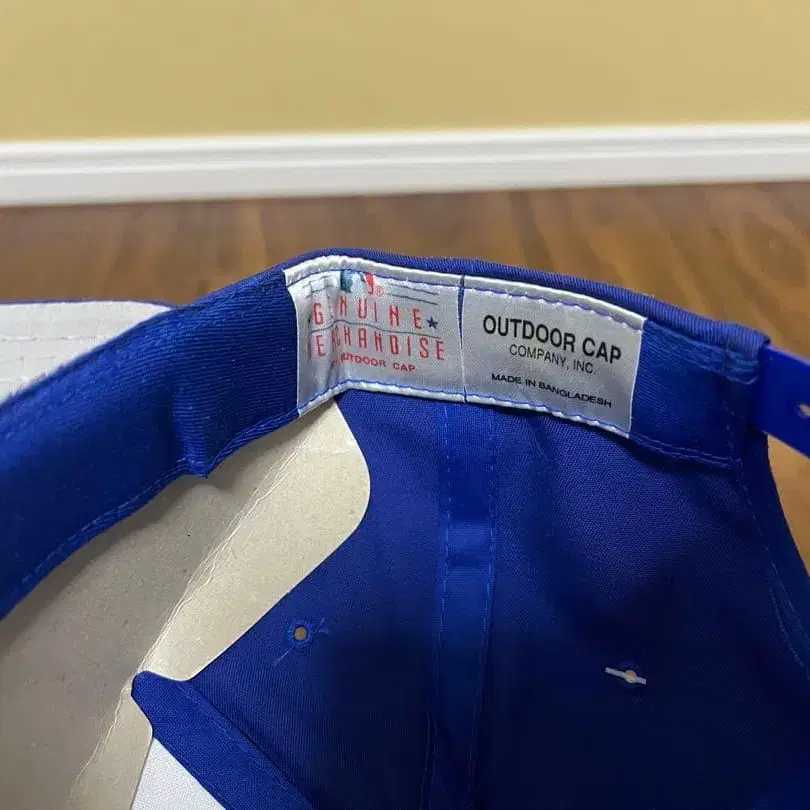 GENUINE
MERCHANDISE
OUTDOOR CAP
OUTDOOR CAP
COMPANY, INC.
MADE IN BANGLADESH